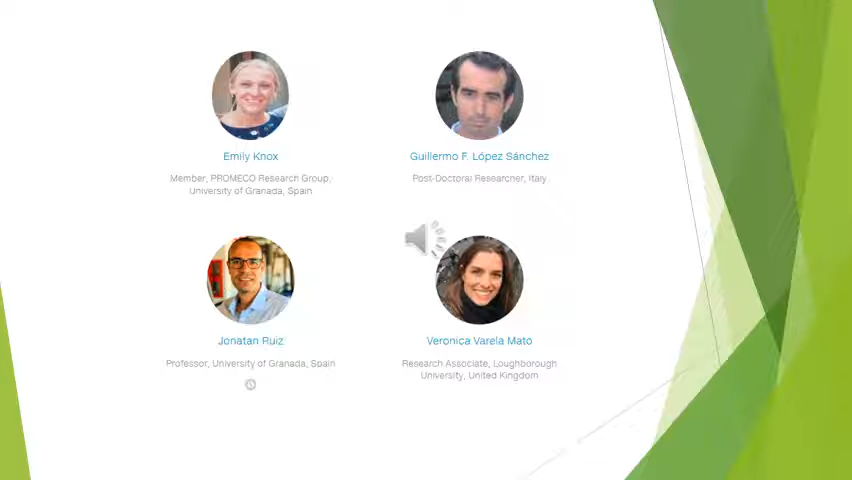 Emily Knox
Member, PROMECO Research Group,
University of Granada, Spain
Guillermo F. López Sánchez
Post-Doctoral Researcher, Italy
Jonatan Ruiz
Professor, University of Granada, Spain
Veronica Varela Mato
Research Associate, Loughborough
University, United Kingdom